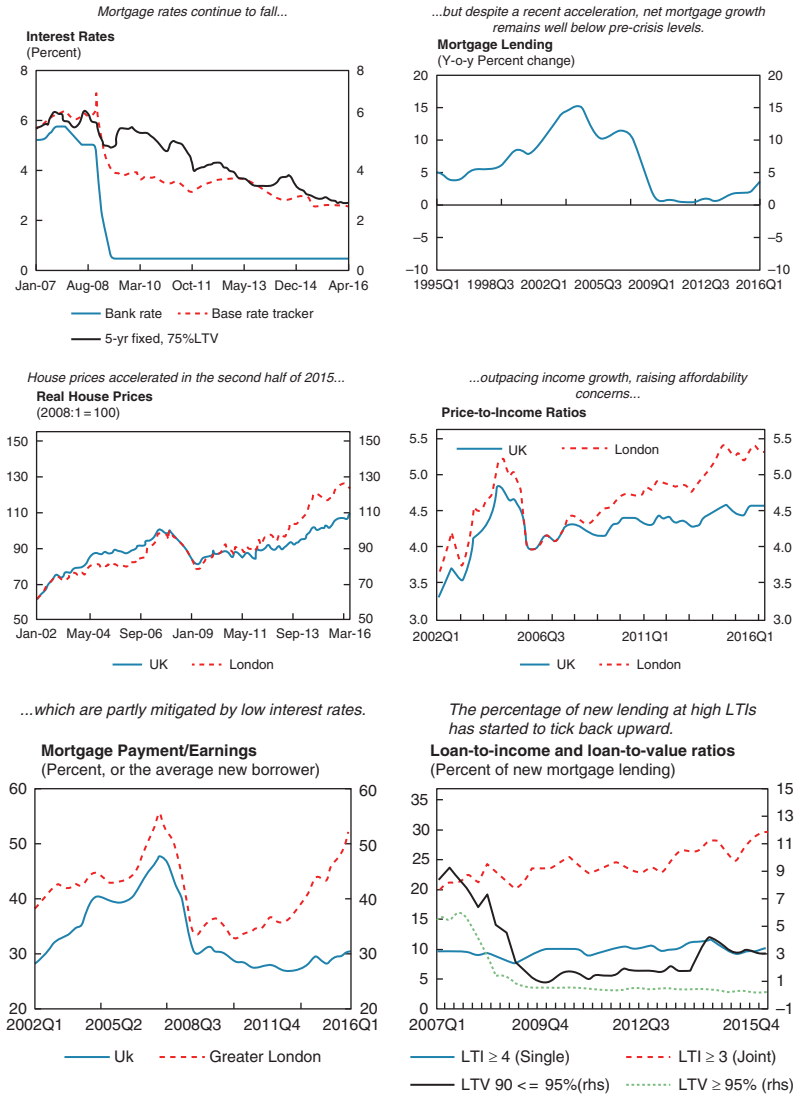 Mortgage rates continue to fall...
Interest Rates
(Percent)
8 8
6 6
4 4
2 2
0 0
Jan-07 Aug-08 Mar-10 Oct-11 May-13 Dec-14 Apr-16
Bank rate Base rate tracker
5-yr fixed, 75%LTV
...but despite a recent acceleration, net mortgage growth
remains well below pre-crisis levels.
Mortgage Lending
(Y-o-y Percent change)
20 20
15 15
10 10
5 5
0 0
−5 −5
−10 −10
1995Q1 1998Q3 2002Q1 2005Q3 2009Q1 2012Q3 2016Q1
House prices accelerated in the second half of 2015...
Real House Prices
(2008:1 = 100)
150 150
130 130
110 110
90 90
70 70
50 50
Jan-02 May-04 Sep-06 Jan-09 May-11 Sep-13 Mar-16
UK London
...outpacing income growth, raising affordability
concerns...
Price-to-Income Ratios
UK London
5.5 5.5
5.0 5.0
4.5 4.5
4.0 4.0
3.5 3.5
3.0 3.0
2002Q1 2006Q3 2011Q1 2016Q1
UK London
...which are partly mitigated by low interest rates.
Mortgage Payment/Earnings
(Percent, or the average new borrower)
60 60
50 50
40 40
30 30
20 20
2002Q1 2005Q2 2008Q3 2011Q4 2016Q1
Uk Greater London
The percentage of new lending at high LTIs
has started to tick back upward.
Loan-to-income and loan-to-value ratios
(Percent of new mortgage lending)
35 15
30 13
25 11
20 9
15 7
10 5
5 3
0 1
−1
2007Q1 2009Q4 2012Q3 2015Q4
LTI ≥ 4 (Single) LTI ≥ 3 (Joint)
LTV 90 <= 95%(rhs) LTV ≥ 95% (rhs)